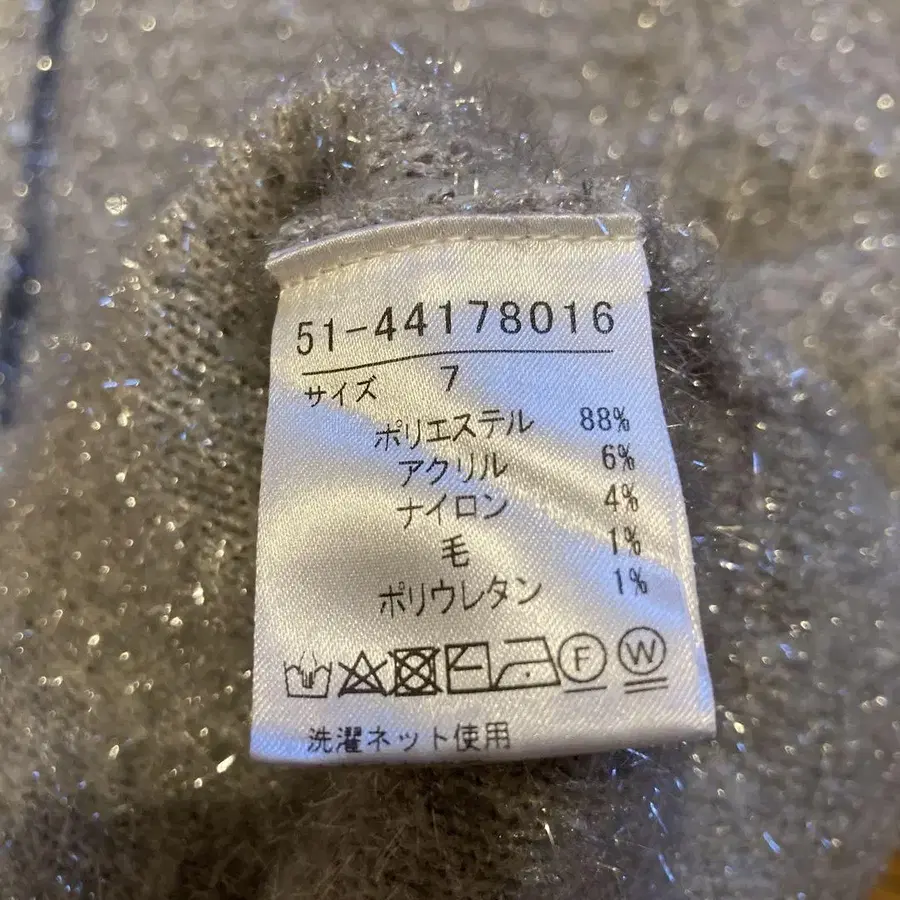 51-44178016
サイズ 7
ポリエステル 88%
アクリル 6%
ナイロン 4%
毛 1%
ポリウレタン 1%
F W
洗濯ネット使用